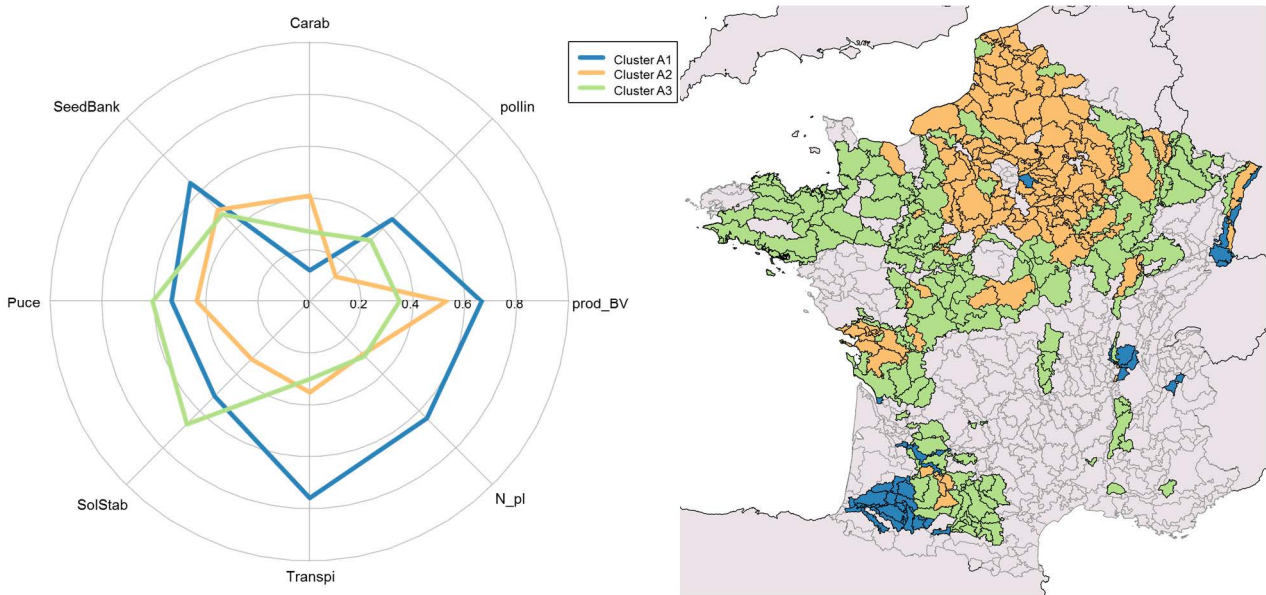 Carab
Cluster A1
Cluster A2
Cluster A3
SeedBank
pollin
Puce
0
0.2
0.4
0.6
0.8
prod_BV
SolStab
N_pl
Transpi